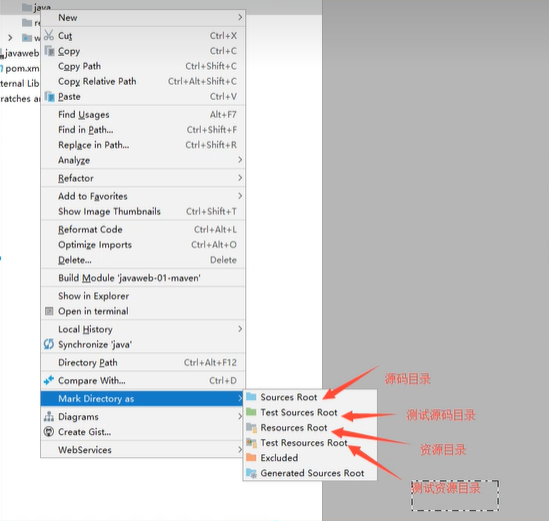 java
New
re
Cut Ctrl+X
w
Copy Ctrl+C
javaweb
Copy Path Ctrl+Shift+C
pom.xm
Copy Relative Path Ctrl+Alt+Shift+C
ternal Lib
Paste Ctrl+V
ratches a
Find Usages Alt+F7
Find in Path... Ctrl+Shift+F
Replace in Path... Ctrl+Shift+R
Analyze
Refactor
Add to Favorites
Show Image Thumbnails Ctrl+Shift+T
Reformat Code Ctrl+Alt+L
Optimize Imports Ctrl+Alt+O
Delete... Delete
Build Module 'javaweb-01-maven'
Show in Explorer
Open in terminal
Local History
Synchronize 'java'
Directory Path Ctrl+Alt+F12
Compare With... Ctrl+D
源码目录
Mark Directory as
Sources Root
Diagrams
Test Sources Root
测试源码目录
Create Gist...
Resources Root
资源目录
WebServices
Test Resources Root
Excluded
Generated Sources Root
测试资源目录